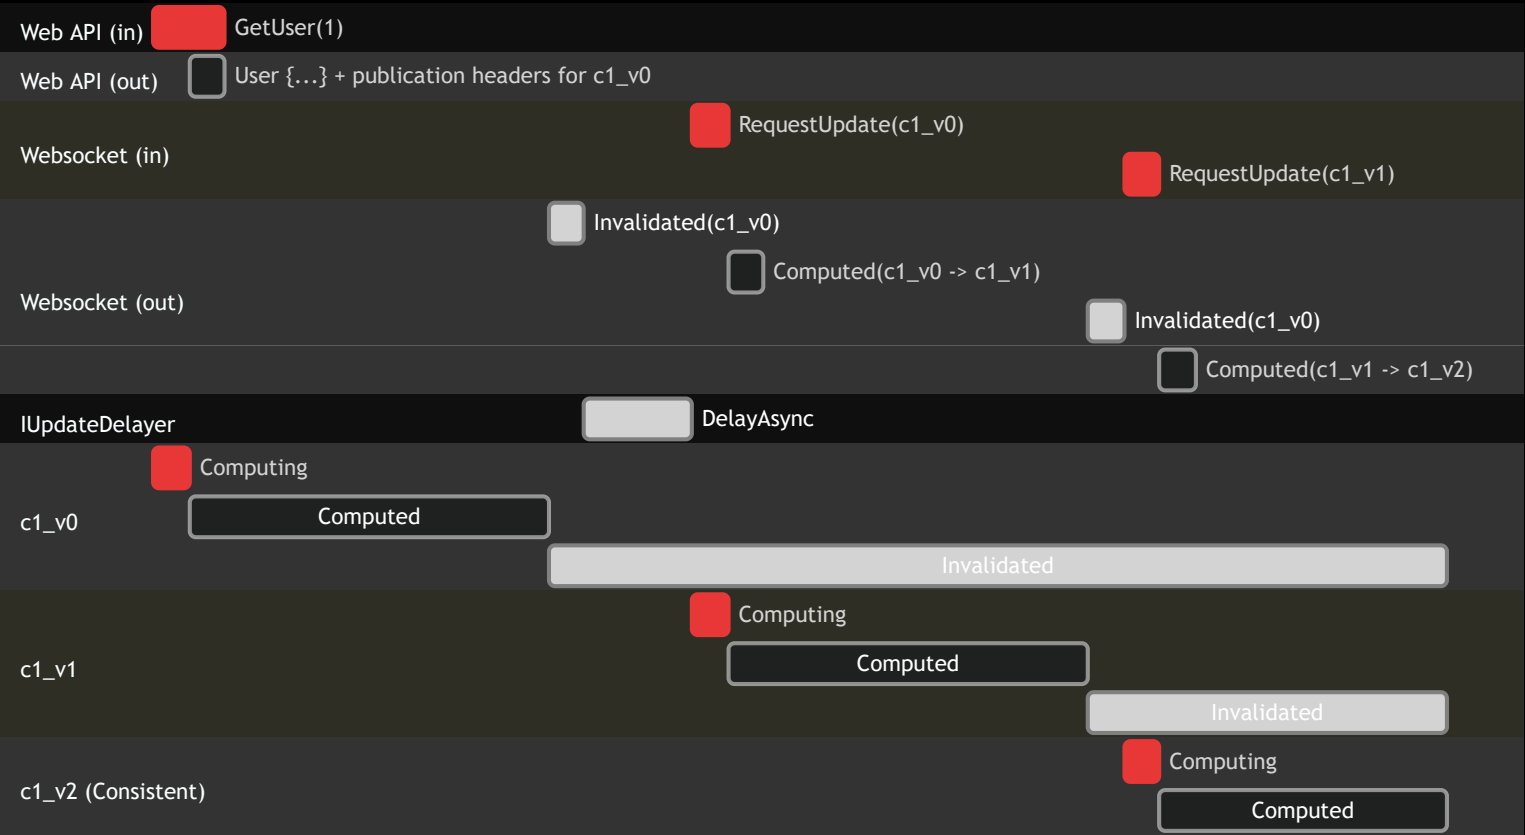 Web API (in)
GetUser(1)
Web API (out)
User {...} + publication headers for c1_v0
Websocket (in)
RequestUpdate(c1_v0)
RequestUpdate(c1_v1)
Websocket (out)
Invalidated(c1_v0)
Computed(c1_v0 -> c1_v1)
Invalidated(c1_v0)
Computed(c1_v1 -> c1_v2)
IUpdateDelayer
DelayAsync
c1_v0
Computing
Computed
Invalidated
c1_v1
Computing
Computed
Invalidated
c1_v2 (Consistent)
Computing
Computed